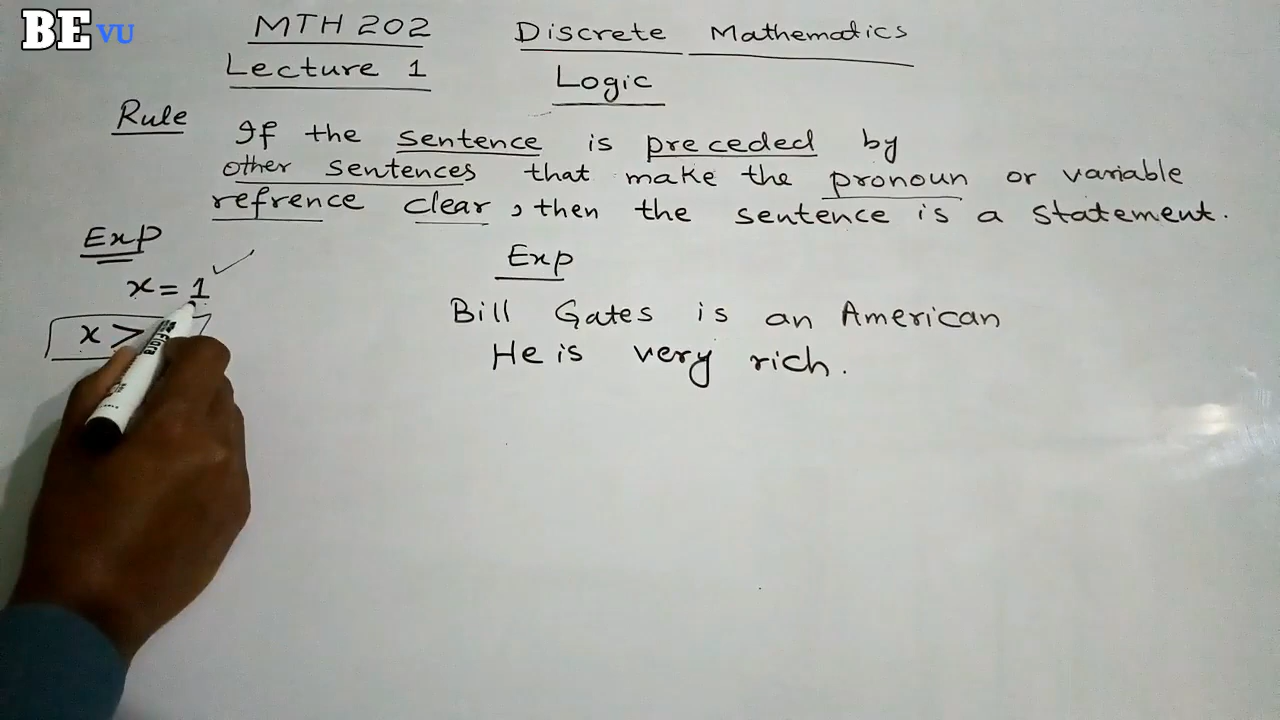 BE VU
MTH 202 Discrete Mathematics
Lecture 1 Logic
Rule
If the sentence is preceded by
other sentences that make the pronoun or variable
refrence clear, then the sentence is a statement.
Exp
x = 1
x >
Exp
Bill Gates is an American
He is very rich.